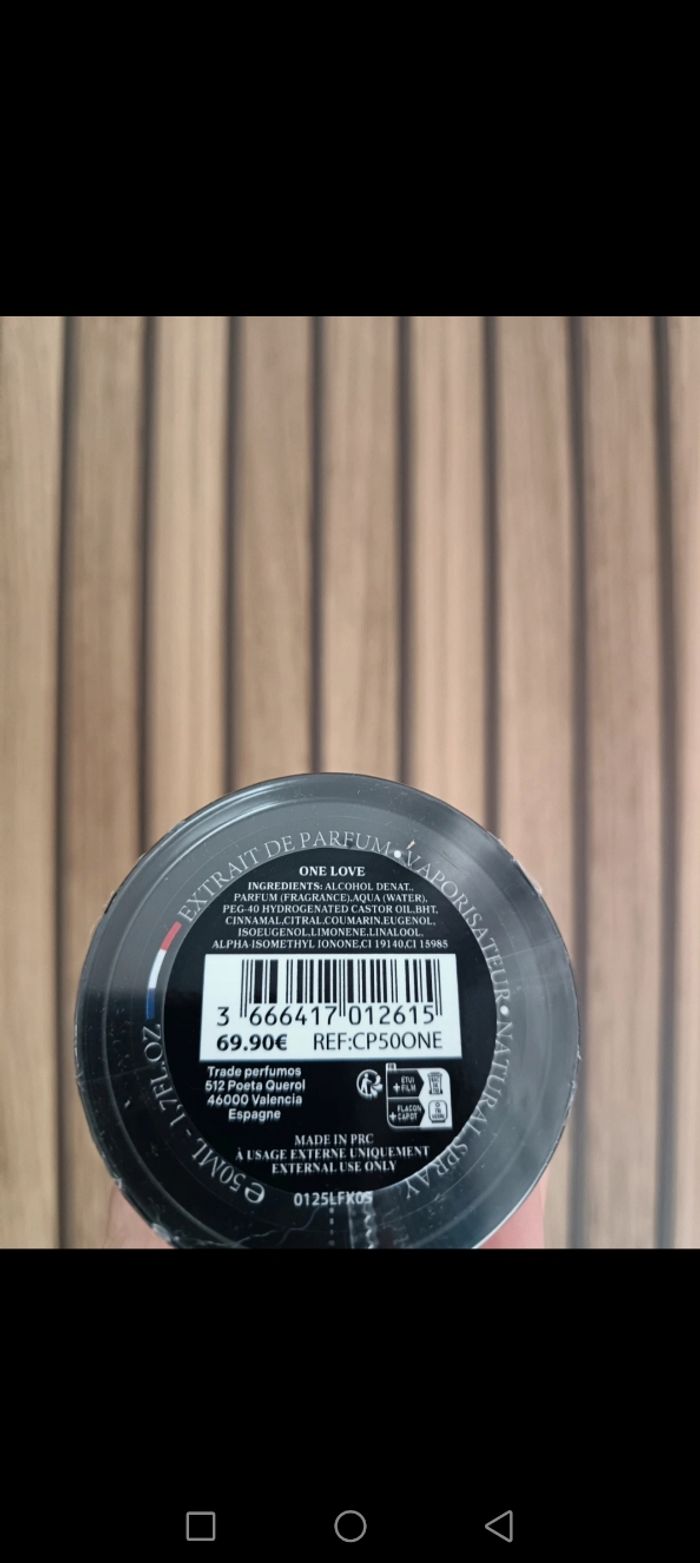 EXTRAIT DE PARFUM • VAPORISATEUR • NATURAL SPRAY
e 50ML - 1.7FL.OZ
ONE LOVE
INGREDIENTS: ALCOHOL DENAT.,
PARFUM (FRAGRANCE),AQUA (WATER),
PEG-40 HYDROGENATED CASTOR OIL,BHT,
CINNAMAL,CITRAL,COUMARIN,EUGENOL,
ISOEUGENOL,LIMONENE,LINALOOL,
ALPHA-ISOMETHYL IONONE,CI 19140,CI 15985
3 666417 012615
69.90€ REF:CP50ONE
Trade perfumos
512 Poeta Querol
46000 Valencia
Espagne
FR
ÉTUI
+ FILM
FLACON
+ CAPOT
MADE IN PRC
À USAGE EXTERNE UNIQUEMENT
EXTERNAL USE ONLY
0125LFX05